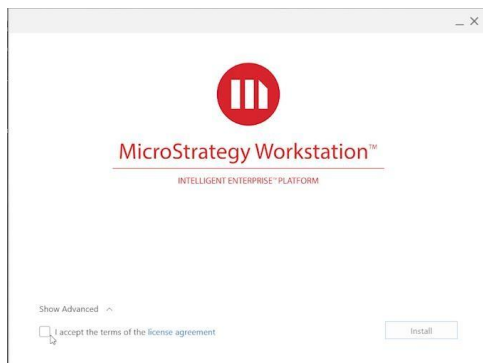 MicroStrategy Workstation™
INTELLIGENT ENTERPRISE™ PLATFORM
Show Advanced
I accept the terms of the license agreement
Install